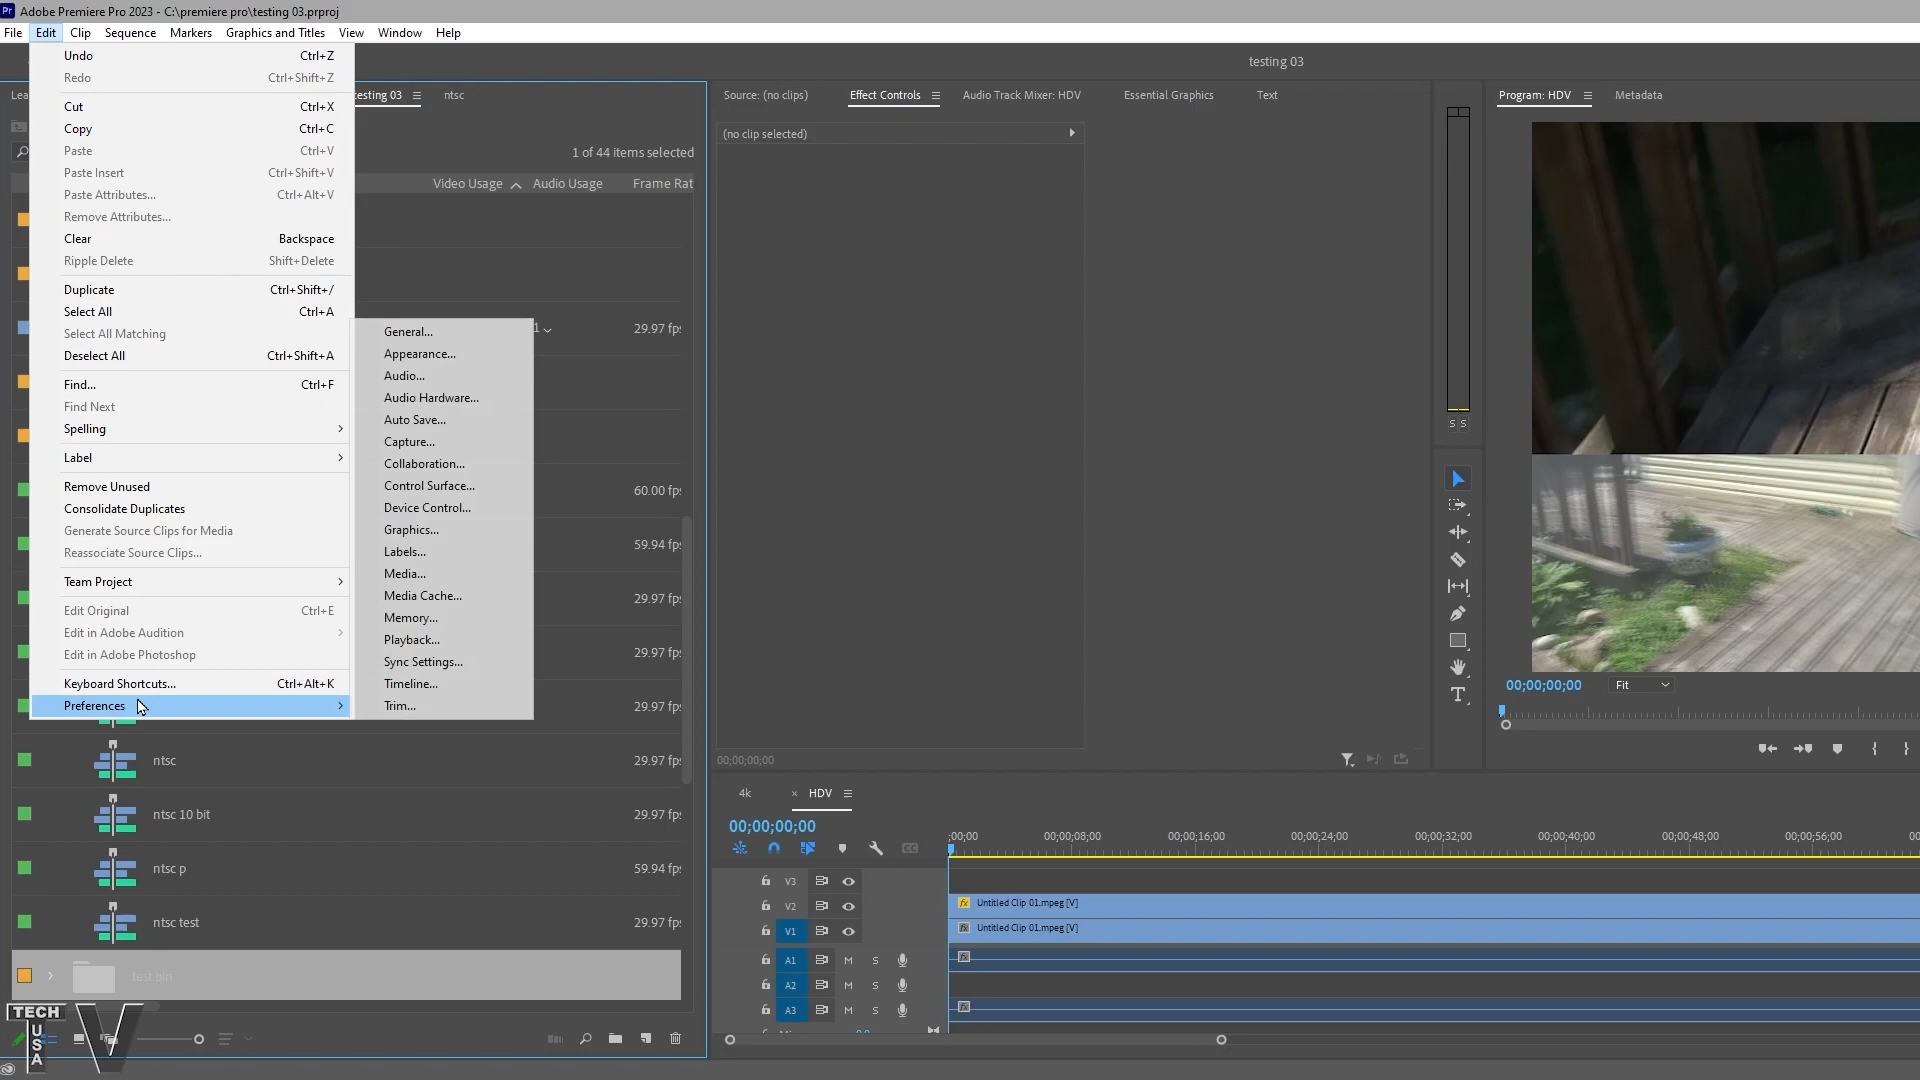 Adobe Premiere Pro 2023 - C:\premiere pro\testing 03.prproj
File Edit Clip Sequence Markers Graphics and Titles View Window Help
testing 03
Undo Ctrl+Z
Redo Ctrl+Shift+Z
Cut Ctrl+X
Copy Ctrl+C
Paste Ctrl+V
Paste Insert Ctrl+Shift+V
Paste Attributes... Ctrl+Alt+V
Remove Attributes...
Clear Backspace
Ripple Delete Shift+Delete
Duplicate Ctrl+Shift+/
Select All Ctrl+A
Select All Matching
Deselect All Ctrl+Shift+A
Find... Ctrl+F
Find Next
Spelling
Label
Remove Unused
Consolidate Duplicates
Generate Source Clips for Media
Reassociate Source Clips...
Team Project
Edit Original Ctrl+E
Edit in Adobe Audition
Edit in Adobe Photoshop
Keyboard Shortcuts... Ctrl+Alt+K
Preferences
General...
Appearance...
Audio...
Audio Hardware...
Auto Save...
Capture...
Collaboration...
Control Surface...
Device Control...
Graphics...
Labels...
Media...
Media Cache...
Memory...
Playback...
Sync Settings...
Timeline...
Trim...
Lea
testing 03 ntsc
1 of 44 items selected
Video Usage Audio Usage Frame Rat
1 29.97 fps
60.00 fps
59.94 fps
29.97 fps
29.97 fps
29.97 fps
ntsc 29.97 fps
ntsc 10 bit 29.97 fps
ntsc p 59.94 fps
ntsc test 29.97 fps
test bin
TECH
USA
V
Source: (no clips) Effect Controls Audio Track Mixer: HDV Essential Graphics Text
(no clip selected)
00;00;00;00
S S
Program: HDV Metadata
00;00;00;00 Fit
4k × HDV
00;00;00;00
;00;00 00;00;08;00 00;00;16;00 00;00;24;00 00;00;32;00 00;00;40;00 00;00;48;00 00;00;56;00 00
V3
V2 fx Untitled Clip 01.mpeg [V]
V1 fx Untitled Clip 01.mpeg [V]
A1 M S fx
A2 M S
A3 M S fx
0.0